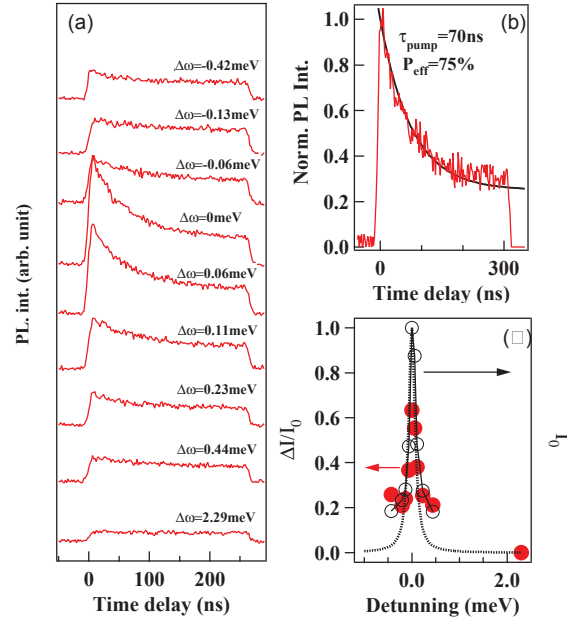 (a)
Δω=-0.42meV
Δω=-0.13meV
Δω=-0.06meV
Δω=0meV
Δω=0.06meV
Δω=0.11meV
Δω=0.23meV
Δω=0.44meV
Δω=2.29meV
PL. int. (arb. unit)
0 100 200
Time delay (ns)
(b)
τpump=70ns
Peff=75%
Norm. PL Int.
1.0
0.8
0.6
0.4
0.2
0.0
0 300
Time delay (ns)
(□)
ΔI/I0
1.0
0.8
0.6
0.4
0.2
0.0
I0
0.0 2.0
Detunning (meV)